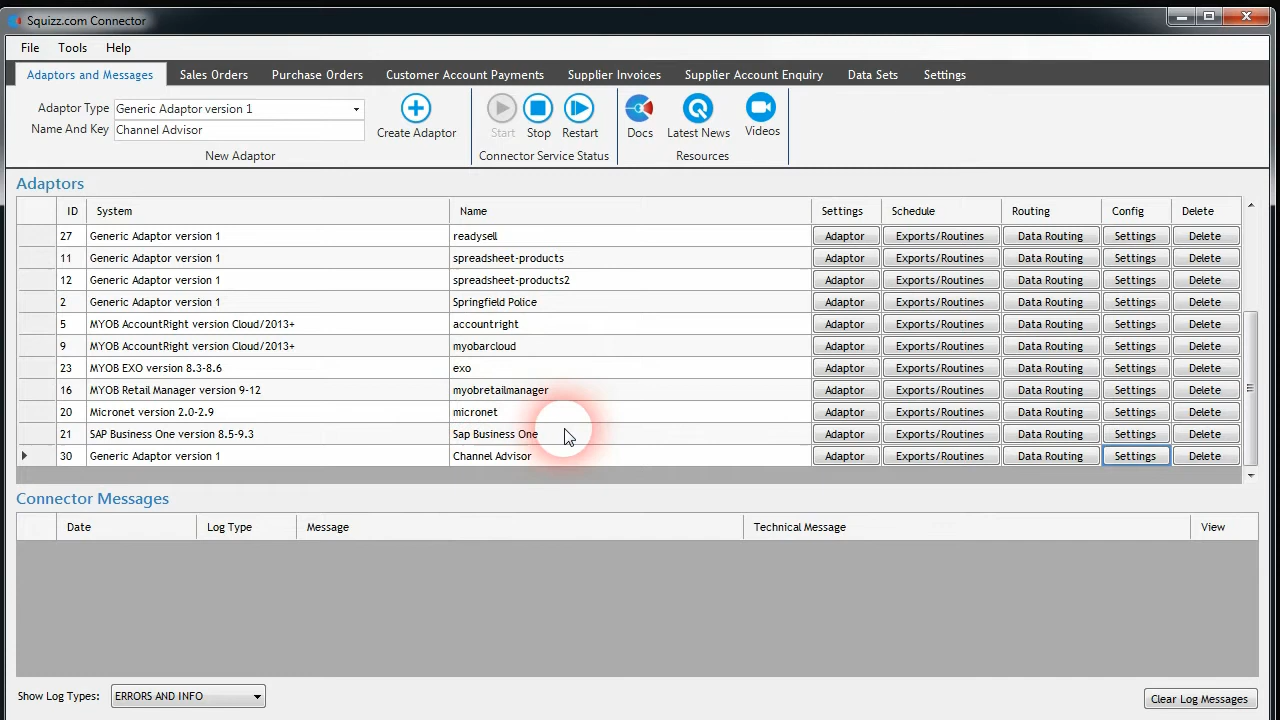 Squizz.com Connector
File Tools Help
Adaptors and Messages Sales Orders Purchase Orders Customer Account Payments Supplier Invoices Supplier Account Enquiry Data Sets Settings
Adaptor Type Generic Adaptor version 1
Name And Key Channel Advisor
Create Adaptor Start Stop Restart Docs Latest News Videos
New Adaptor Connector Service Status Resources
Adaptors
ID System Name Settings Schedule Routing Config Delete
27 Generic Adaptor version 1 readysell Adaptor Exports/Routines Data Routing Settings Delete
11 Generic Adaptor version 1 spreadsheet-products Adaptor Exports/Routines Data Routing Settings Delete
12 Generic Adaptor version 1 spreadsheet-products2 Adaptor Exports/Routines Data Routing Settings Delete
2 Generic Adaptor version 1 Springfield Police Adaptor Exports/Routines Data Routing Settings Delete
5 MYOB AccountRight version Cloud/2013+ accountright Adaptor Exports/Routines Data Routing Settings Delete
9 MYOB AccountRight version Cloud/2013+ myobarcloud Adaptor Exports/Routines Data Routing Settings Delete
23 MYOB EXO version 8.3-8.6 exo Adaptor Exports/Routines Data Routing Settings Delete
16 MYOB Retail Manager version 9-12 myobretailmanager Adaptor Exports/Routines Data Routing Settings Delete
20 Micronet version 2.0-2.9 micronet Adaptor Exports/Routines Data Routing Settings Delete
21 SAP Business One version 8.5-9.3 Sap Business One Adaptor Exports/Routines Data Routing Settings Delete
30 Generic Adaptor version 1 Channel Advisor Adaptor Exports/Routines Data Routing Settings Delete
Connector Messages
Date Log Type Message Technical Message View
Show Log Types: ERRORS AND INFO Clear Log Messages